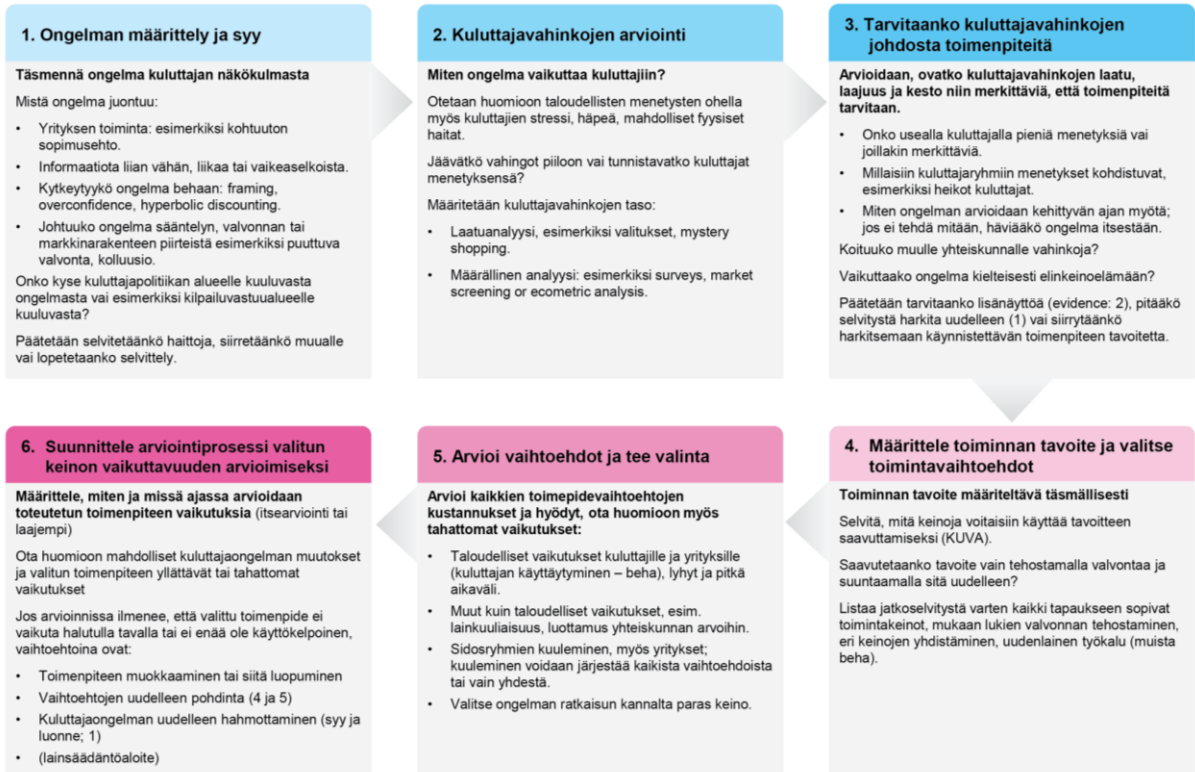 1. Ongelman määrittely ja syy
Täsmennä ongelma kuluttajan näkökulmasta
Mistä ongelma juontuu:
• Yrityksen toiminta: esimerkiksi kohtuuton
sopimusehto.
• Informaatiota liian vähän, liikaa tai vaikeaselkoista.
• Kytkeytyykö ongelma behaan: framing,
overconfidence, hyperbolic discounting.
• Johtuuko ongelma sääntelyn, valvonnan tai
markkinarakenteen piirteistä esimerkiksi puuttuva
valvonta, kolluusio.
Onko kyse kuluttajapolitiikan alueelle kuuluvasta
ongelmasta vai esimerkiksi kilpailuvastuualueelle
kuuluvasta?
Päätetään selvitetäänkö haittoja, siirretäänkö muualle
vai lopetetaanko selvittely.
2. Kuluttajavahinkojen arviointi
Miten ongelma vaikuttaa kuluttajiin?
Otetaan huomioon taloudellisten menetysten ohella
myös kuluttajien stressi, häpeä, mahdolliset fyysiset
haitat.
Jäävätkö vahingot piiloon vai tunnistavatko kuluttajat
menetyksensä?
Määritetään kuluttajavahinkojen taso:
• Laatuanalyysi, esimerkiksi valitukset, mystery
shopping.
• Määrällinen analyysi: esimerkiksi surveys, market
screening or ecometric analysis.
3. Tarvitaanko kuluttajavahinkojen
johdosta toimenpiteitä
Arvioidaan, ovatko kuluttajavahinkojen laatu,
laajuus ja kesto niin merkittäviä, että toimenpiteitä
tarvitaan.
• Onko usealla kuluttajalla pieniä menetyksiä vai
joillakin merkittäviä.
• Millaisiin kuluttajaryhmiin menetykset kohdistuvat,
esimerkiksi heikot kuluttajat.
• Miten ongelman arvioidaan kehittyvän ajan myötä;
jos ei tehdä mitään, häviääkö ongelma itsestään.
Koituuko muulle yhteiskunnalle vahinkoja?
Vaikuttaako ongelma kielteisesti elinkeinoelämään?
Päätetään tarvitaanko lisänäyttöä (evidence: 2), pitääkö
selvitystä harkita uudelleen (1) vai siirrytäänkö
harkitsemaan käynnistettävän toimenpiteen tavoitetta.
6. Suunnittele arviointiprosessi valitun
keinon vaikuttavuuden arvioimiseksi
Määrittele, miten ja missä ajassa arvioidaan
toteutetun toimenpiteen vaikutuksia (itsearviointi tai
laajempi)
Ota huomioon mahdolliset kuluttajaongelman muutokset
ja valitun toimenpiteen yllättävät tai tahattomat
vaikutukset
Jos arvioinnissa ilmenee, että valittu toimenpide ei
vaikuta halutulla tavalla tai ei enää ole käyttökelpoinen,
vaihtoehtoina ovat:
• Toimenpiteen muokkaaminen tai siitä luopuminen
• Vaihtoehtojen uudelleen pohdinta (4 ja 5)
• Kuluttajaongelman uudelleen hahmottaminen (syy ja
luonne; 1)
• (lainsäädäntöaloite)
5. Arvioi vaihtoehdot ja tee valinta
Arvioi kaikkien toimepidevaihtoehtojen
kustannukset ja hyödyt, ota huomioon myös
tahattomat vaikutukset:
• Taloudelliset vaikutukset kuluttajille ja yrityksille
(kuluttajan käyttäytyminen – beha), lyhyt ja pitkä
aikaväli.
• Muut kuin taloudelliset vaikutukset, esim.
lainkuuliaisuus, luottamus yhteiskunnan arvoihin.
• Sidosryhmien kuuleminen, myös yritykset;
kuuleminen voidaan järjestää kaikista vaihtoehdoista
tai vain yhdestä.
• Valitse ongelman ratkaisun kannalta paras keino.
4. Määrittele toiminnan tavoite ja valitse
toimintavaihtoehdot
Toiminnan tavoite määriteltävä täsmällisesti
Selvitä, mitä keinoja voitaisiin käyttää tavoitteen
saavuttamiseksi (KUVA).
Saavutetaanko tavoite vain tehostamalla valvontaa ja
suuntaamalla sitä uudelleen?
Listaa jatkoselvitystä varten kaikki tapaukseen sopivat
toimintakeinot, mukaan lukien valvonnan tehostaminen,
eri keinojen yhdistäminen, uudenlainen työkalu (muista
beha).